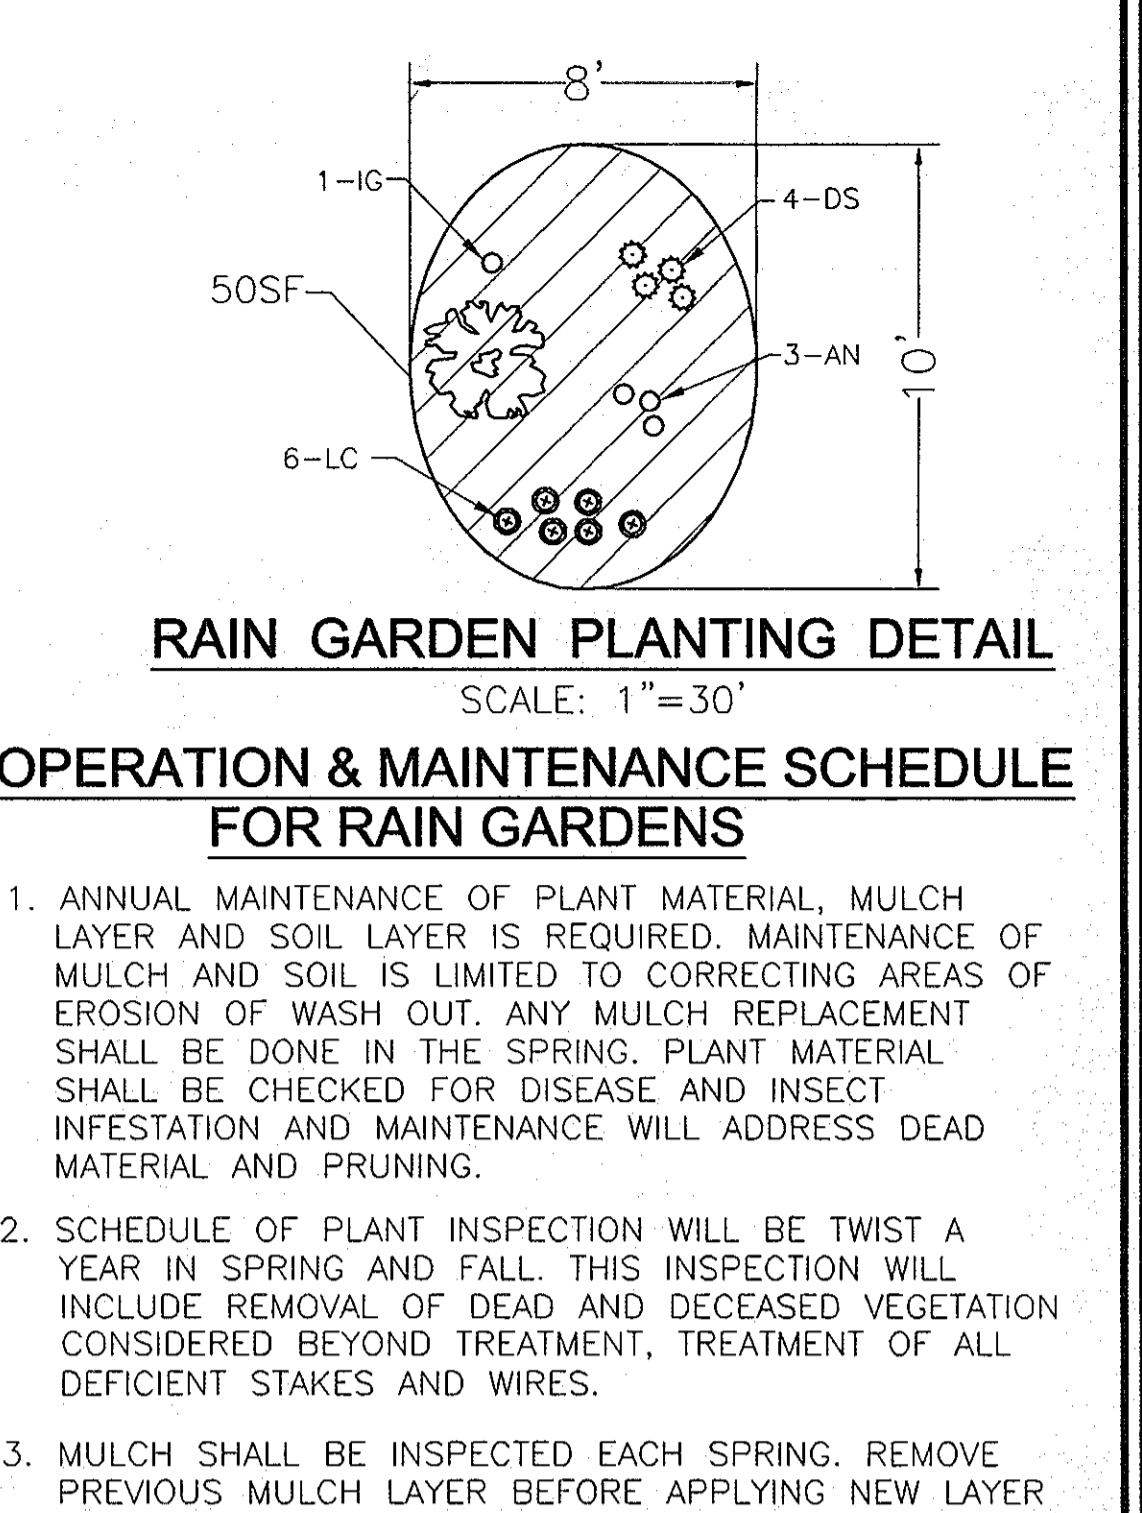 8'
1-IG
4-DS
50SF
3-AN
10'
6-LC
RAIN GARDEN PLANTING DETAIL
SCALE: 1"=30'
OPERATION & MAINTENANCE SCHEDULE
FOR RAIN GARDENS
1. ANNUAL MAINTENANCE OF PLANT MATERIAL, MULCH
LAYER AND SOIL LAYER IS REQUIRED. MAINTENANCE OF
MULCH AND SOIL IS LIMITED TO CORRECTING AREAS OF
EROSION OF WASH OUT. ANY MULCH REPLACEMENT
SHALL BE DONE IN THE SPRING. PLANT MATERIAL
SHALL BE CHECKED FOR DISEASE AND INSECT
INFESTATION AND MAINTENANCE WILL ADDRESS DEAD
MATERIAL AND PRUNING.
2. SCHEDULE OF PLANT INSPECTION WILL BE TWIST A
YEAR IN SPRING AND FALL. THIS INSPECTION WILL
INCLUDE REMOVAL OF DEAD AND DECEASED VEGETATION
CONSIDERED BEYOND TREATMENT, TREATMENT OF ALL
DEFICIENT STAKES AND WIRES.
3. MULCH SHALL BE INSPECTED EACH SPRING. REMOVE
PREVIOUS MULCH LAYER BEFORE APPLYING NEW LAYER